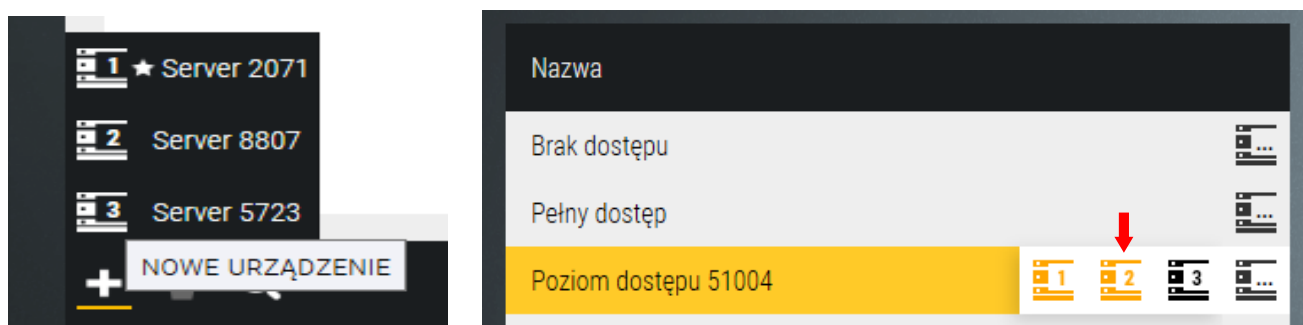 1 ★ Server 2071
2 Server 8807
3 Server 5723
NOWE URZĄDZENIE
Nazwa
Brak dostępu ...
Pełny dostęp ...
Poziom dostępu 51004 1 2 3 ...